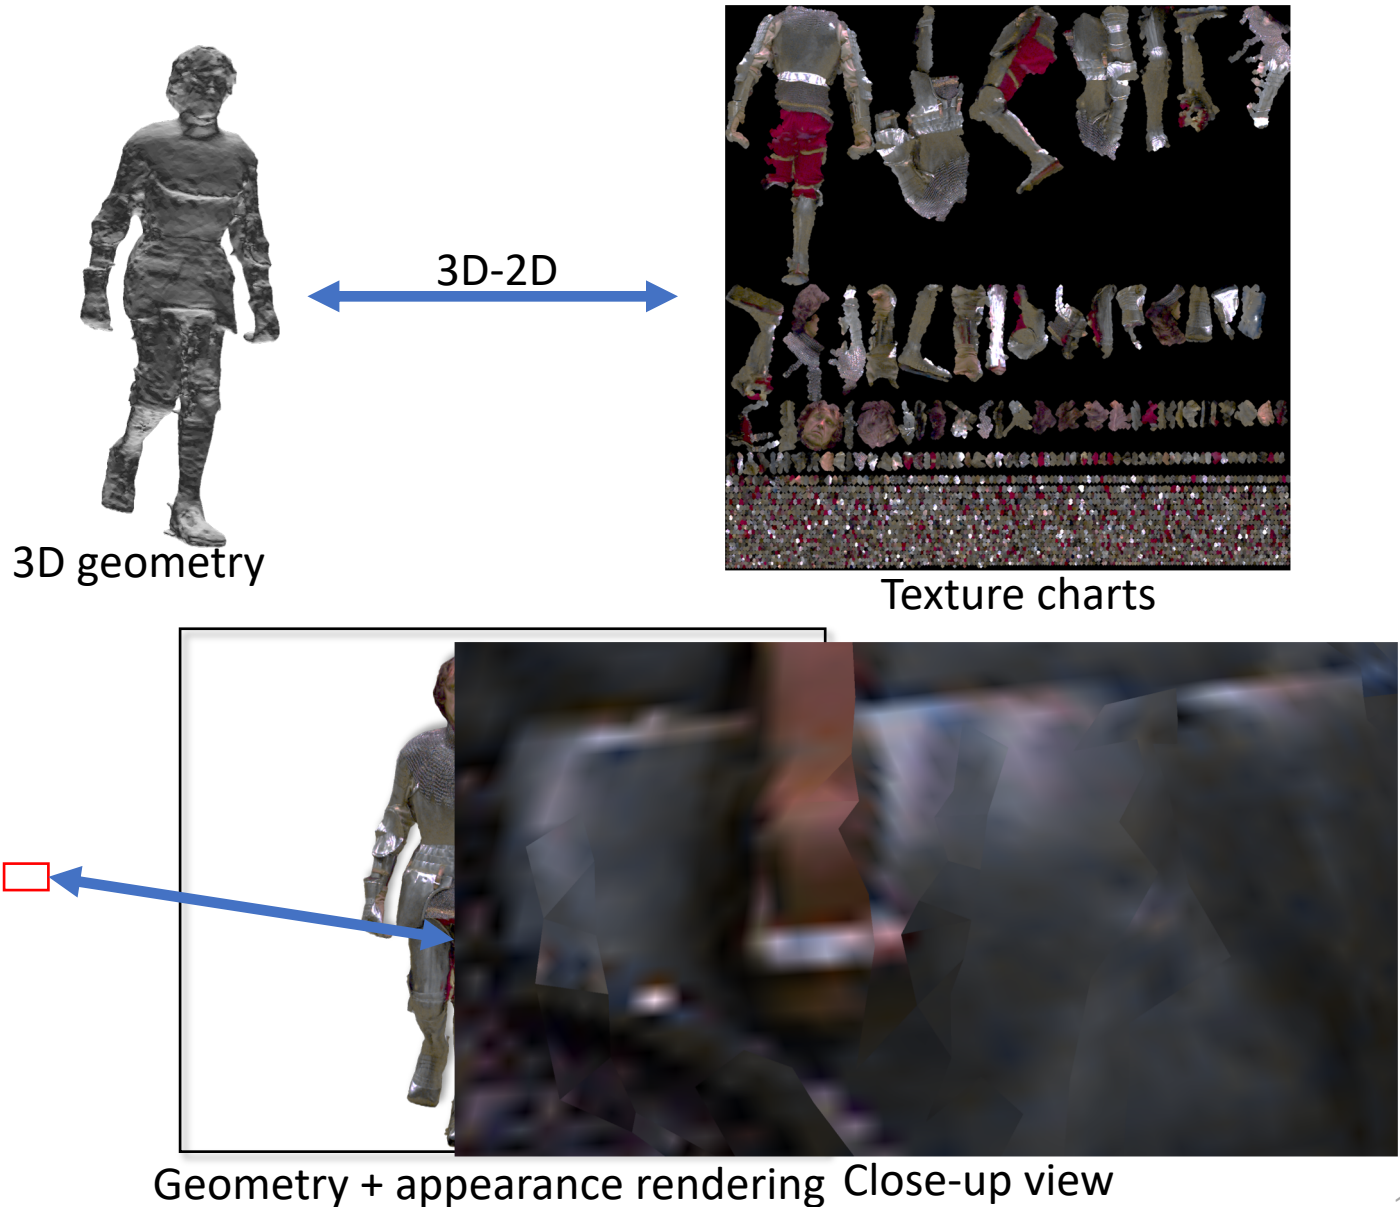 3D-2D
3D geometry
Texture charts
Geometry + appearance rendering
Close-up view